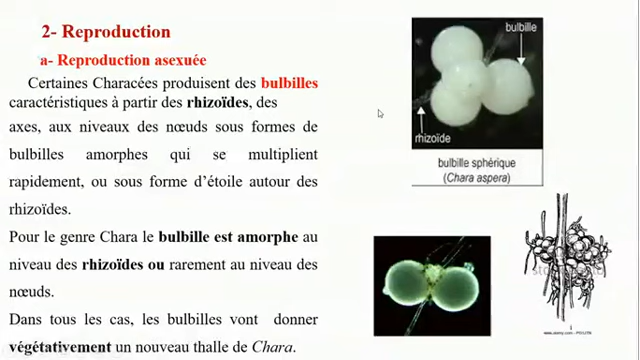 2- Reproduction
a- Reproduction asexuée
Certaines Characées produisent des bulbilles
caractéristiques à partir des rhizoïdes, des
axes, aux niveaux des nœuds sous formes de
bulbilles amorphes qui se multiplient
rapidement, ou sous forme d'étoile autour des
rhizoïdes.
Pour le genre Chara le bulbille est amorphe au
niveau des rhizoïdes ou rarement au niveau des
nœuds.
Dans tous les cas, les bulbilles vont donner
végétativement un nouveau thalle de Chara.
bulbille
rhizoïde
bulbille sphérique
(Chara aspera)